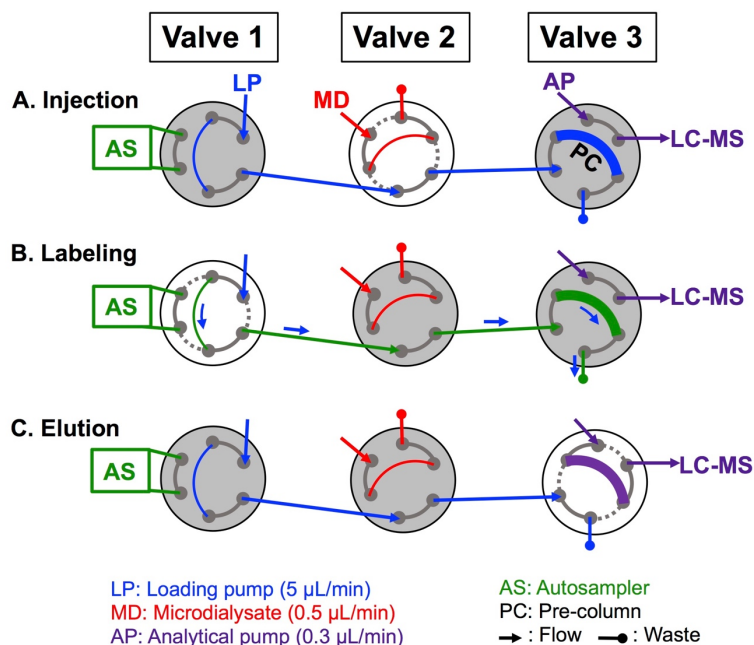 Valve 1 Valve 2 Valve 3
A. Injection
LP
MD
AP
AS
LC-MS
PC
B. Labeling
AS
LC-MS
C. Elution
AS
LC-MS
LP: Loading pump (5 µL/min)
MD: Microdialysate (0.5 µL/min)
AP: Analytical pump (0.3 µL/min)
AS: Autosampler
PC: Pre-column
: Flow : Waste